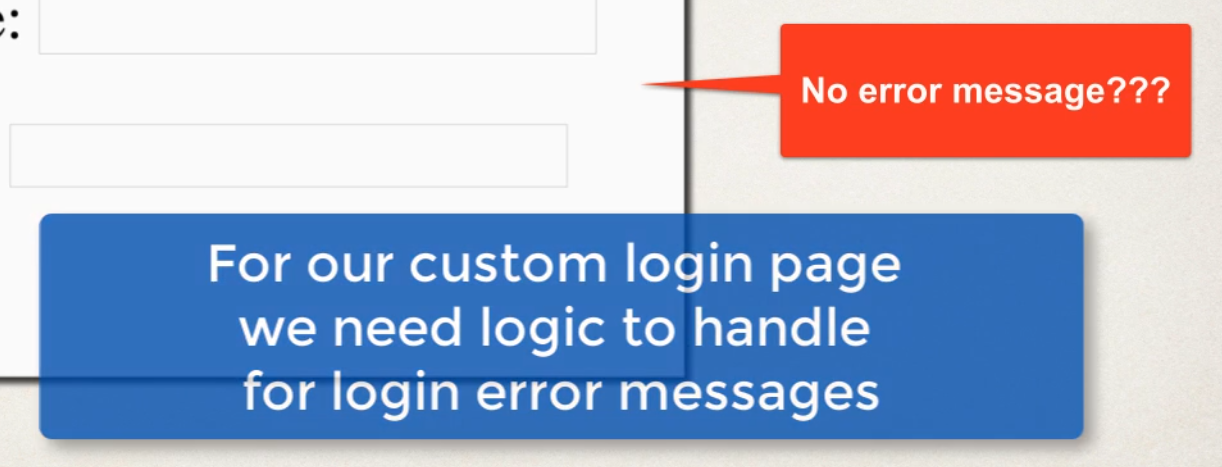 e:
No error message???
For our custom login page
we need logic to handle
for login error messages